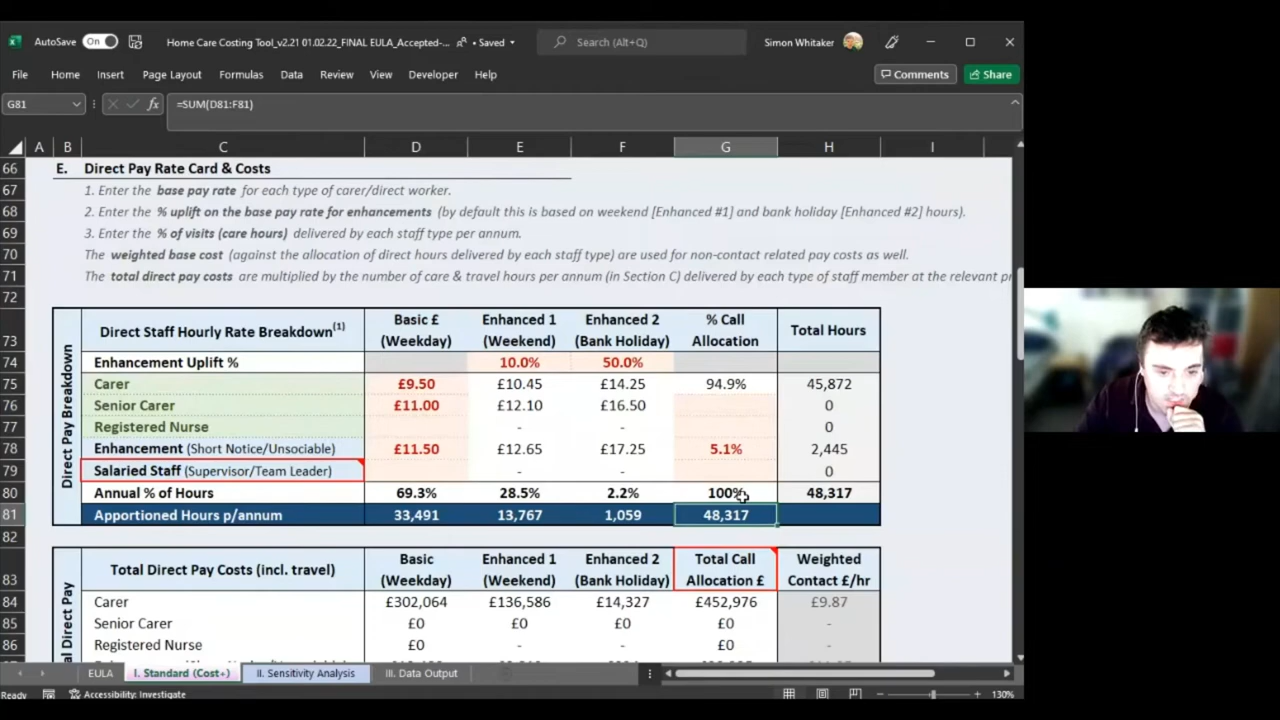 AutoSave On Home Care Costing Tool_v2.21 01.02.22_FINAL EULA_Accepted-... • Saved Search (Alt+Q) Simon Whitaker
File Home Insert Page Layout Formulas Data Review View Developer Help Comments Share
G81 fx =SUM(D81:F81)
A B C D E F G H I
66 E. Direct Pay Rate Card & Costs
67 1. Enter the base pay rate for each type of carer/direct worker.
68 2. Enter the % uplift on the base pay rate for enhancements (by default this is based on weekend [Enhanced #1] and bank holiday [Enhanced #2] hours).
69 3. Enter the % of visits (care hours) delivered by each staff type per annum.
70 The weighted base cost (against the allocation of direct hours delivered by each staff type) are used for non-contact related pay costs as well.
71 The total direct pay costs are multiplied by the number of care & travel hours per annum (in Section C) delivered by each type of staff member at the relevant
72
Direct Pay Breakdown
73 Direct Staff Hourly Rate Breakdown(1) Basic £ (Weekday) Enhanced 1 (Weekend) Enhanced 2 (Bank Holiday) % Call Allocation Total Hours
74 Enhancement Uplift % 10.0% 50.0%
75 Carer £9.50 £10.45 £14.25 94.9% 45,872
76 Senior Carer £11.00 £12.10 £16.50 0
77 Registered Nurse - - 0
78 Enhancement (Short Notice/Unsociable) £11.50 £12.65 £17.25 5.1% 2,445
79 Salaried Staff (Supervisor/Team Leader) - - 0
80 Annual % of Hours 69.3% 28.5% 2.2% 100% 48,317
81 Apportioned Hours p/annum 33,491 13,767 1,059 48,317
82
83 Total Direct Pay Costs (incl. travel) Basic (Weekday) Enhanced 1 (Weekend) Enhanced 2 (Bank Holiday) Total Call Allocation £ Weighted Contact £/hr
84 Carer £302,064 £136,586 £14,327 £452,976 £9.87
85 Senior Carer £0 £0 £0 £0 -
86 Registered Nurse £0 - - £0 -
EULA I. Standard (Cost+) II. Sensitivity Analysis III. Data Output
Ready Accessibility: Investigate 130%